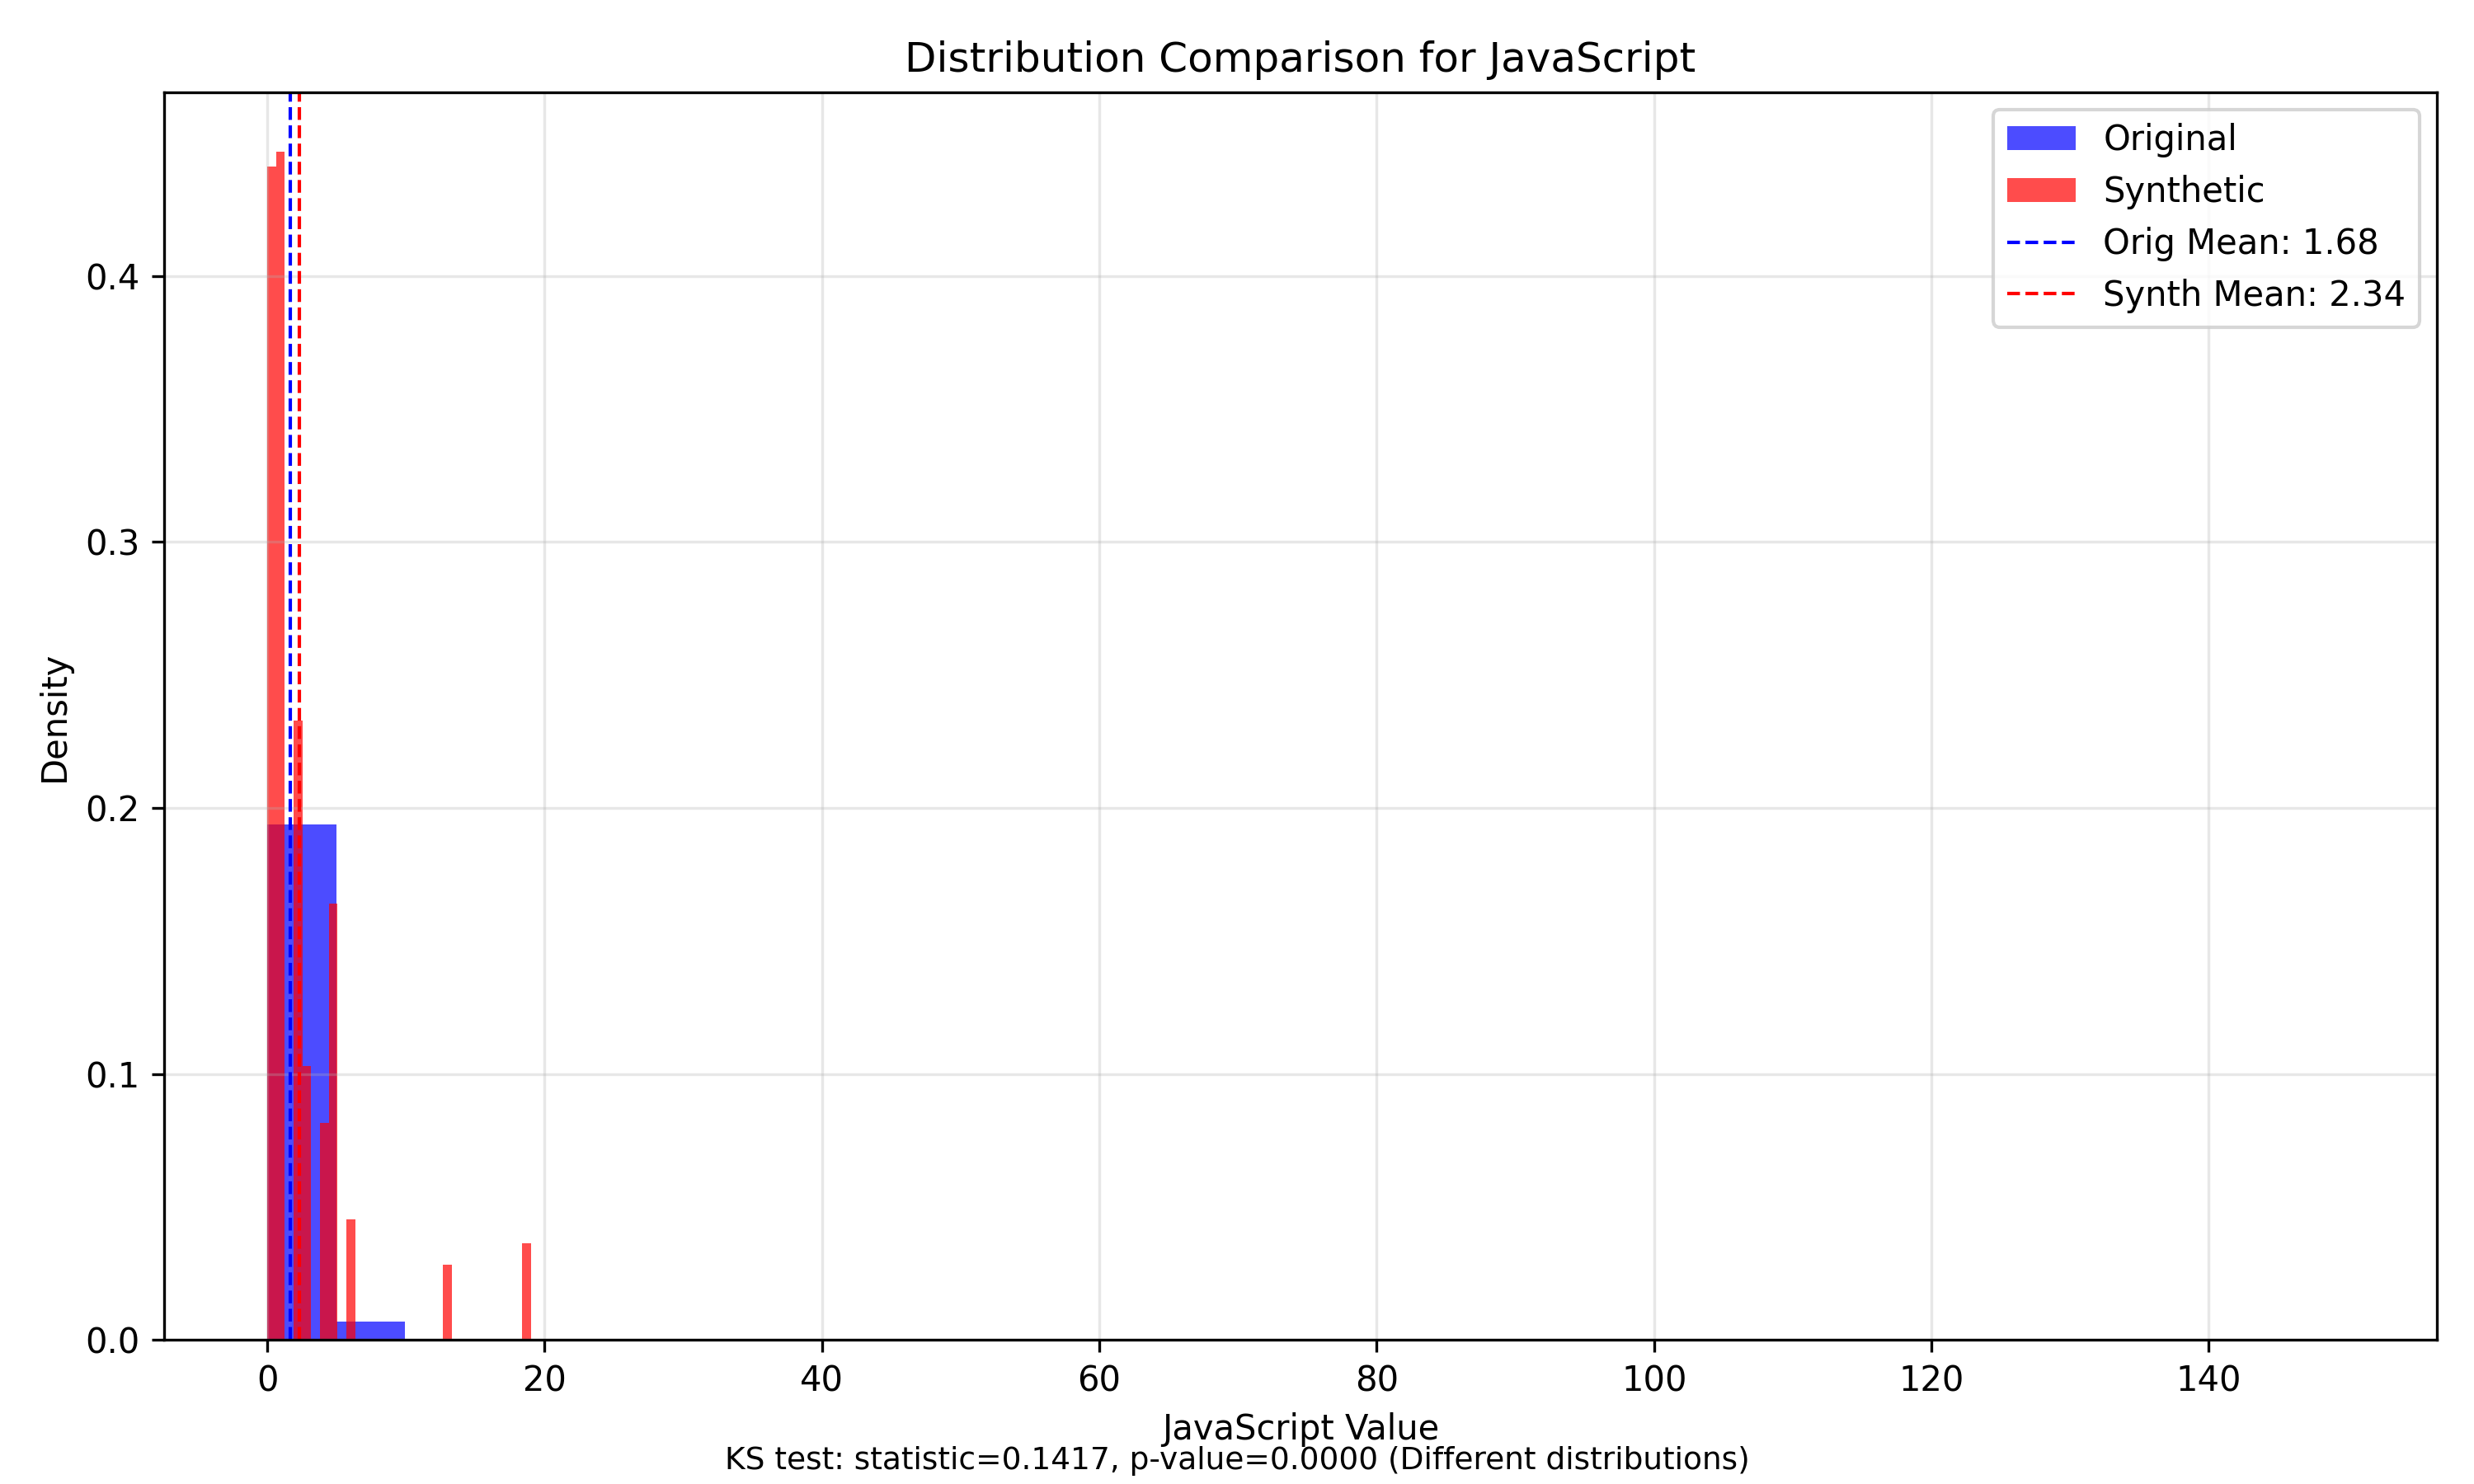 Distribution Comparison for JavaScript
Original
Synthetic
Orig Mean: 1.68
Synth Mean: 2.34
Density
0.4
0.3
0.2
0.1
0.0
0 20 40 60 80 100 120 140
JavaScript Value
KS test: statistic=0.1417, p-value=0.0000 (Different distributions)